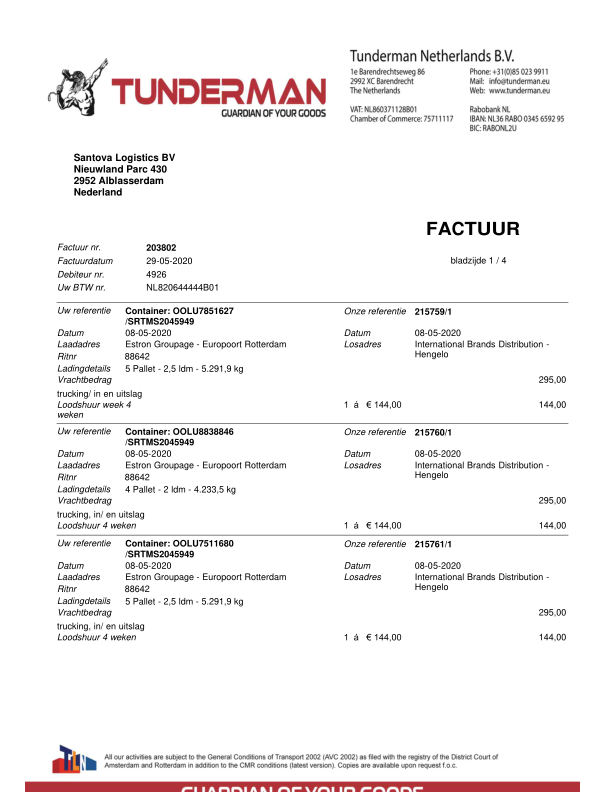 Tunderman Netherlands B.V.
1e Barendrechtseweg 86 Phone: +31(0)85 023 9911
2992 XC Barendrecht Mail: info@tunderman.eu
The Netherlands Web: www.tunderman.eu
VAT: NL860371128B01 Rabobank NL
Chamber of Commerce: 75711117 IBAN: NL36 RABO 0345 6592 95
BIC: RABONL2U
TUNDERMAN
GUARDIAN OF YOUR GOODS
Santova Logistics BV
Nieuwland Parc 430
2952 Alblasserdam
Nederland
FACTUUR
Factuur nr. 203802
Factuurdatum 29-05-2020 bladzijde 1 / 4
Debiteur nr. 4926
Uw BTW nr. NL820644444B01
Uw referentie Container: OOLU7851627 Onze referentie 215759/1
/SRTMS2045949
Datum 08-05-2020 Datum 08-05-2020
Laadadres Estron Groupage - Europoort Rotterdam Losadres International Brands Distribution -
Hengelo
Ritnr 88642
Ladingdetails 5 Pallet - 2,5 ldm - 5.291,9 kg
Vrachtbedrag 295,00
trucking/ in en uitslag
Loodshuur week 4 1 á € 144,00 144,00
weken
Uw referentie Container: OOLU8838846 Onze referentie 215760/1
/SRTMS2045949
Datum 08-05-2020 Datum 08-05-2020
Laadadres Estron Groupage - Europoort Rotterdam Losadres International Brands Distribution -
Hengelo
Ritnr 88642
Ladingdetails 4 Pallet - 2 ldm - 4.233,5 kg
Vrachtbedrag 295,00
trucking, in/ en uitslag
Loodshuur 4 weken 1 á € 144,00 144,00
Uw referentie Container: OOLU7511680 Onze referentie 215761/1
/SRTMS2045949
Datum 08-05-2020 Datum 08-05-2020
Laadadres Estron Groupage - Europoort Rotterdam Losadres International Brands Distribution -
Hengelo
Ritnr 88642
Ladingdetails 5 Pallet - 2,5 ldm - 5.291,9 kg
Vrachtbedrag 295,00
trucking, in/ en uitslag
Loodshuur 4 weken 1 á € 144,00 144,00
TLN
All our activities are subject to the General Conditions of Transport 2002 (AVC 2002) as filed with the registry of the District Court of
Amsterdam and Rotterdam in addition to the CMR conditions (latest version). Copies are available upon request f.o.c.
GUARDIAN OF YOUR GOODS